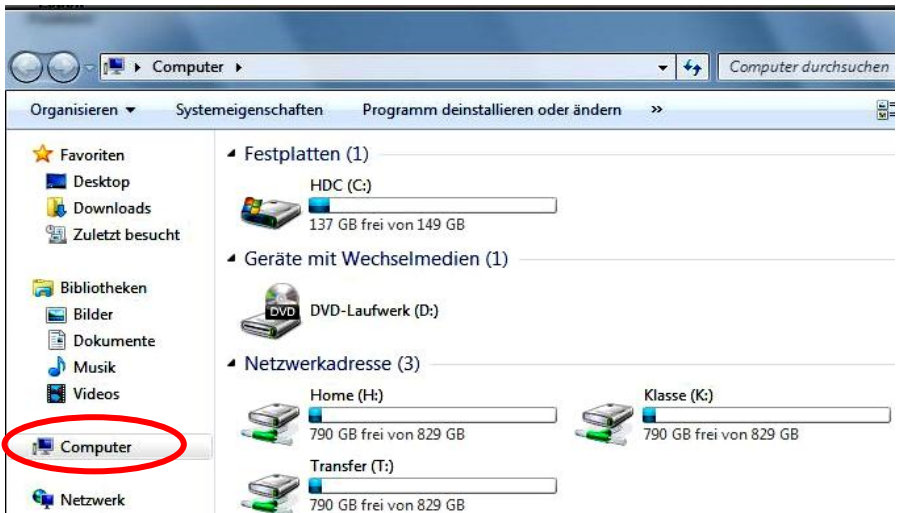 Computer
Computer durchsuchen
Organisieren
Systemeigenschaften
Programm deinstallieren oder ändern
»
Favoriten
Desktop
Downloads
Zuletzt besucht
Bibliotheken
Bilder
Dokumente
Musik
Videos
Computer
Netzwerk
Festplatten (1)
HDC (C:)
137 GB frei von 149 GB
Geräte mit Wechselmedien (1)
DVD
DVD-Laufwerk (D:)
Netzwerkadresse (3)
Home (H:)
790 GB frei von 829 GB
Klasse (K:)
790 GB frei von 829 GB
Transfer (T:)
790 GB frei von 829 GB